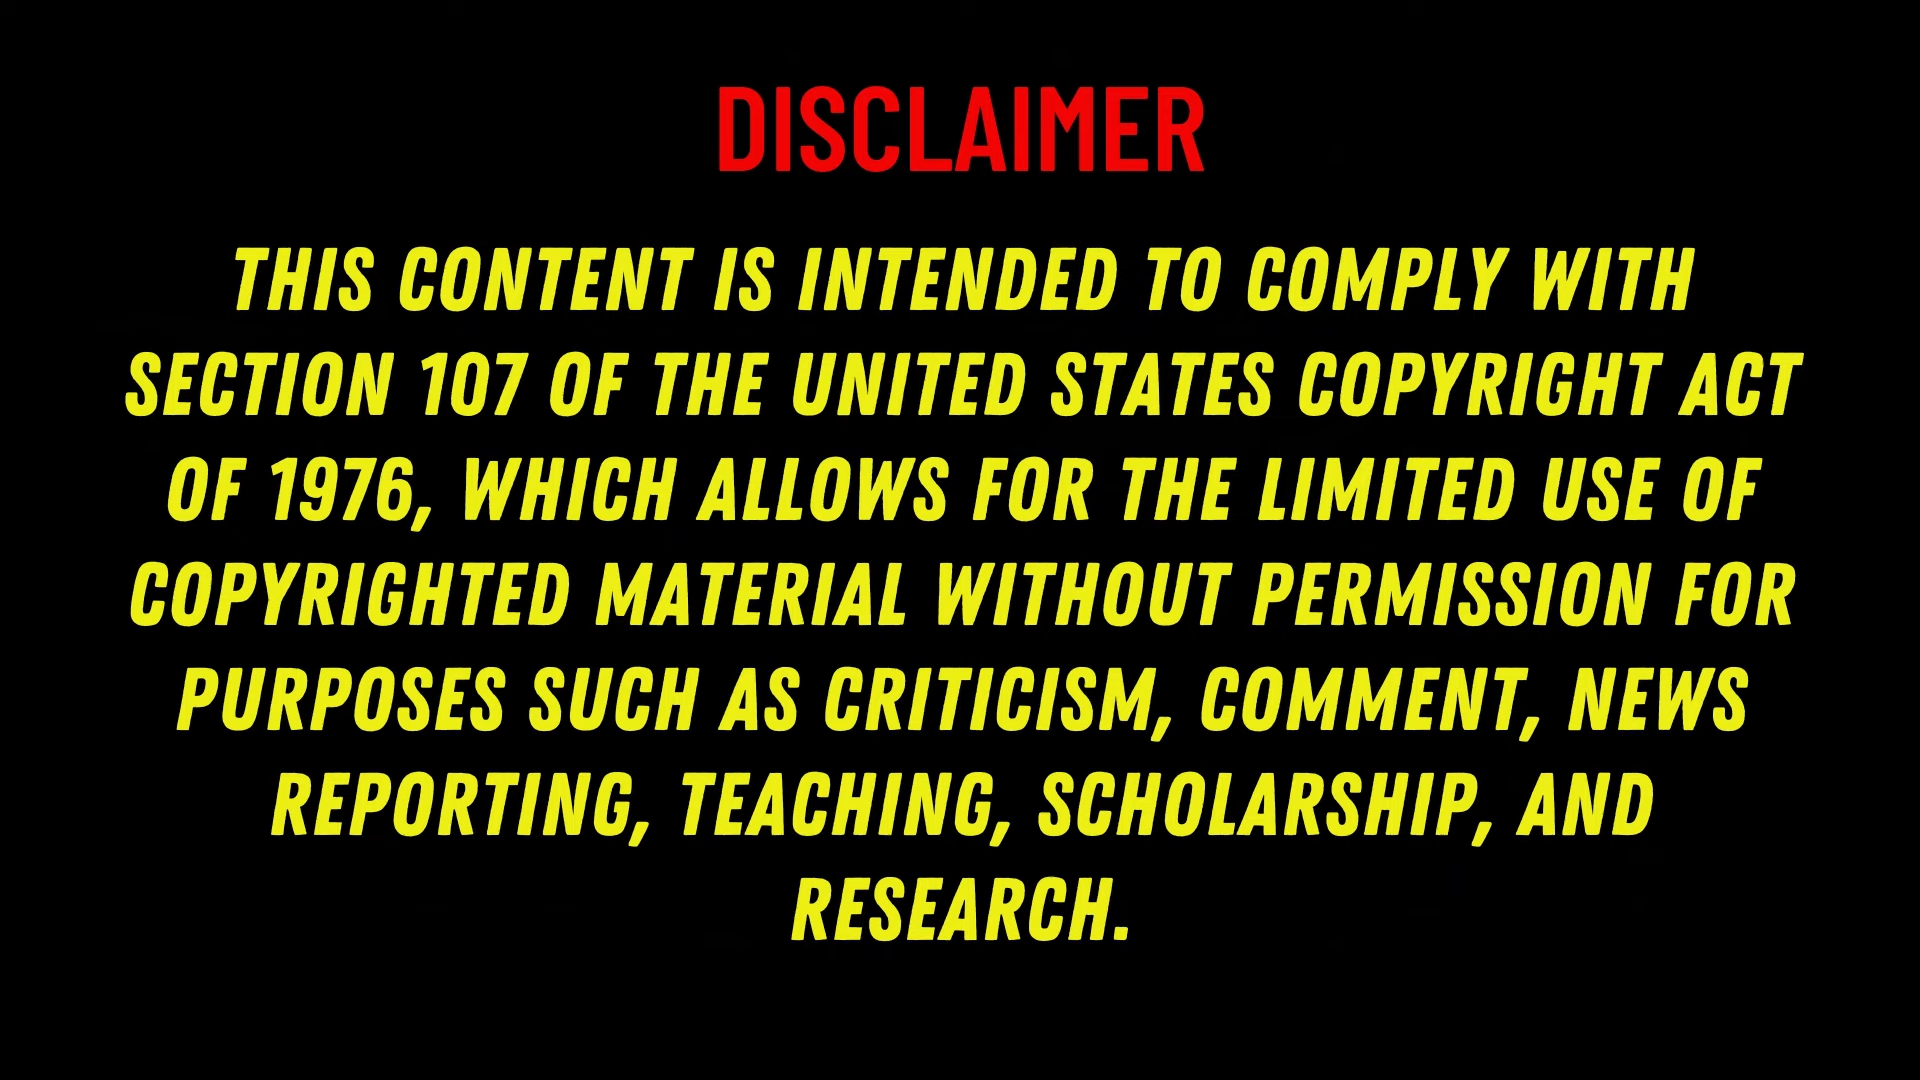 DISCLAIMER
THIS CONTENT IS INTENDED TO COMPLY WITH
SECTION 107 OF THE UNITED STATES COPYRIGHT ACT
OF 1976, WHICH ALLOWS FOR THE LIMITED USE OF
COPYRIGHTED MATERIAL WITHOUT PERMISSION FOR
PURPOSES SUCH AS CRITICISM, COMMENT, NEWS
REPORTING, TEACHING, SCHOLARSHIP, AND
RESEARCH.